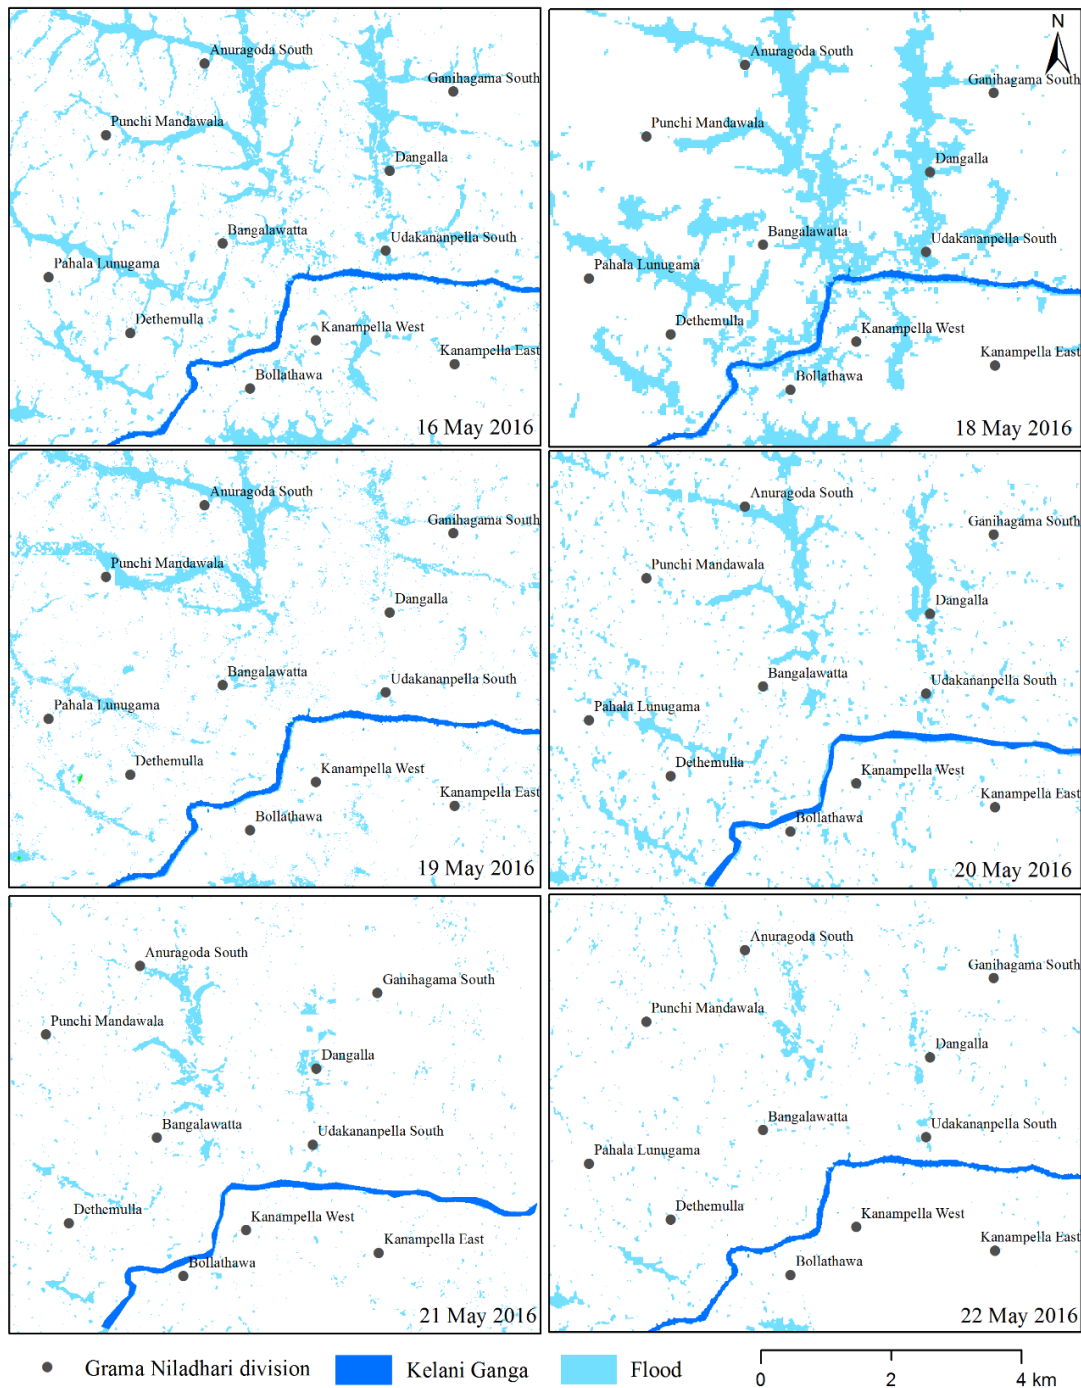 Anuragoda South
Ganihagama South
Punchi Mandawala
Dangalla
Bangalawatta
Udakananpella South
Pahala Lunugama
Dethemulla
Kanampella West
Kanampella East
Bollathawa
16 May 2016
N
Anuragoda South
Ganihagama South
Punchi Mandawala
Dangalla
Bangalawatta
Udakananpella South
Pahala Lunugama
Dethemulla
Kanampella West
Kanampella East
Bollathawa
18 May 2016
Anuragoda South
Ganihagama South
Punchi Mandawala
Dangalla
Bangalawatta
Udakananpella South
Pahala Lunugama
Dethemulla
Kanampella West
Kanampella East
Bollathawa
19 May 2016
Anuragoda South
Ganihagama South
Punchi Mandawala
Dangalla
Bangalawatta
Udakananpella South
Pahala Lunugama
Dethemulla
Kanampella West
Kanampella East
Bollathawa
20 May 2016
Anuragoda South
Ganihagama South
Punchi Mandawala
Dangalla
Bangalawatta
Udakananpella South
Dethemulla
Kanampella West
Kanampella East
Bollathawa
21 May 2016
Anuragoda South
Ganihagama South
Punchi Mandawala
Dangalla
Bangalawatta
Udakananpella South
Pahala Lunugama
Dethemulla
Kanampella West
Kanampella East
Bollathawa
22 May 2016
Grama Niladhari division
Kelani Ganga
Flood
0 2 4 km